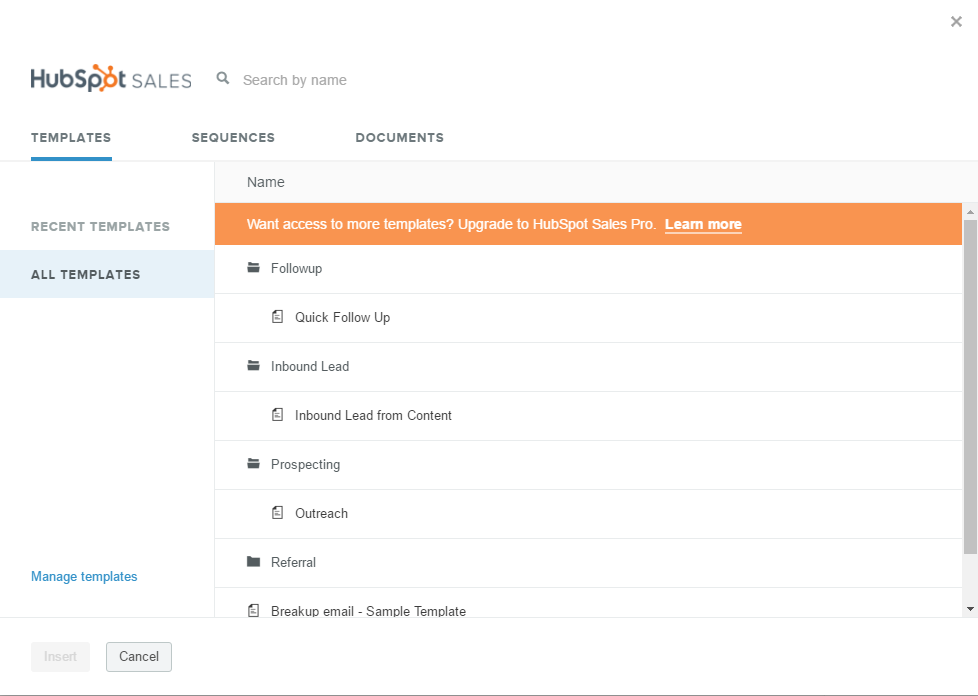 HubSpot SALES
Search by name
TEMPLATES SEQUENCES DOCUMENTS
Name
Want access to more templates? Upgrade to HubSpot Sales Pro. Learn more
RECENT TEMPLATES
ALL TEMPLATES
Followup
Quick Follow Up
Inbound Lead
Inbound Lead from Content
Prospecting
Outreach
Referral
Breakup email - Sample Template
Manage templates
Insert Cancel